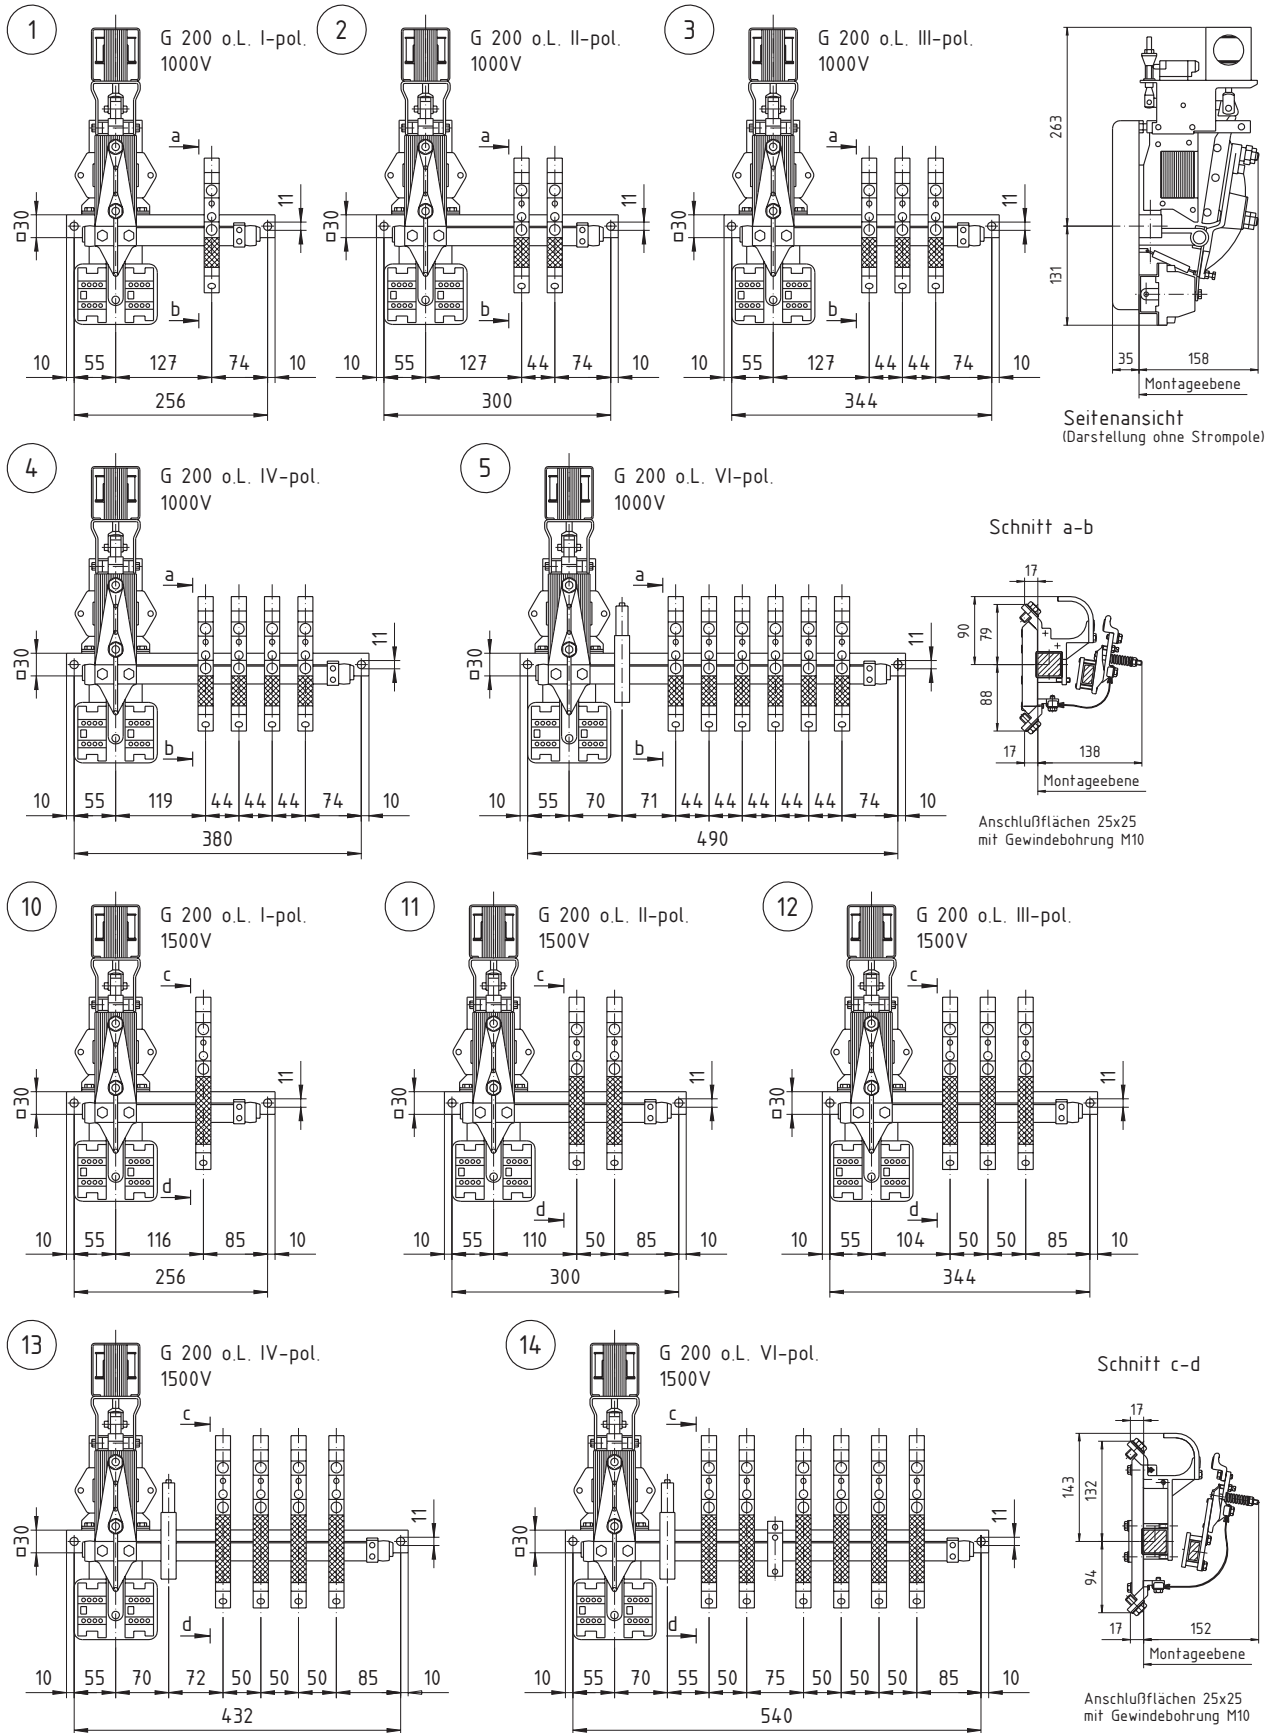 1
G 200 o.L. I-pol.
1000V
a
□30
11
b
10 55 127 74 10
256
2
G 200 o.L. II-pol.
1000V
a
□30
11
b
10 55 127 44 74 10
300
3
G 200 o.L. III-pol.
1000V
a
□30
11
b
10 55 127 44 44 74 10
344
263
131
35 158
Montageebene
Seitenansicht
(Darstellung ohne Strompole)
4
G 200 o.L. IV-pol.
1000V
a
□30
11
b
10 55 119 44 44 44 74 10
380
5
G 200 o.L. VI-pol.
1000V
a
□30
11
b
10 55 70 71 44 44 44 44 44 74 10
490
Schnitt a-b
17
90
79
88
17 138
Montageebene
Anschlußflächen 25x25
mit Gewindebohrung M10
10
G 200 o.L. I-pol.
1500V
c
□30
11
d
10 55 116 85 10
256
11
G 200 o.L. II-pol.
1500V
c
□30
11
d
10 55 110 50 85 10
300
12
G 200 o.L. III-pol.
1500V
c
□30
11
d
10 55 104 50 50 85 10
344
13
G 200 o.L. IV-pol.
1500V
c
□30
11
d
10 55 70 72 50 50 50 85 10
432
14
G 200 o.L. VI-pol.
1500V
c
□30
11
d
10 55 70 55 50 75 50 50 50 85 10
540
Schnitt c-d
17
143
132
94
17 152
Montageebene
Anschlußflächen 25x25
mit Gewindebohrung M10